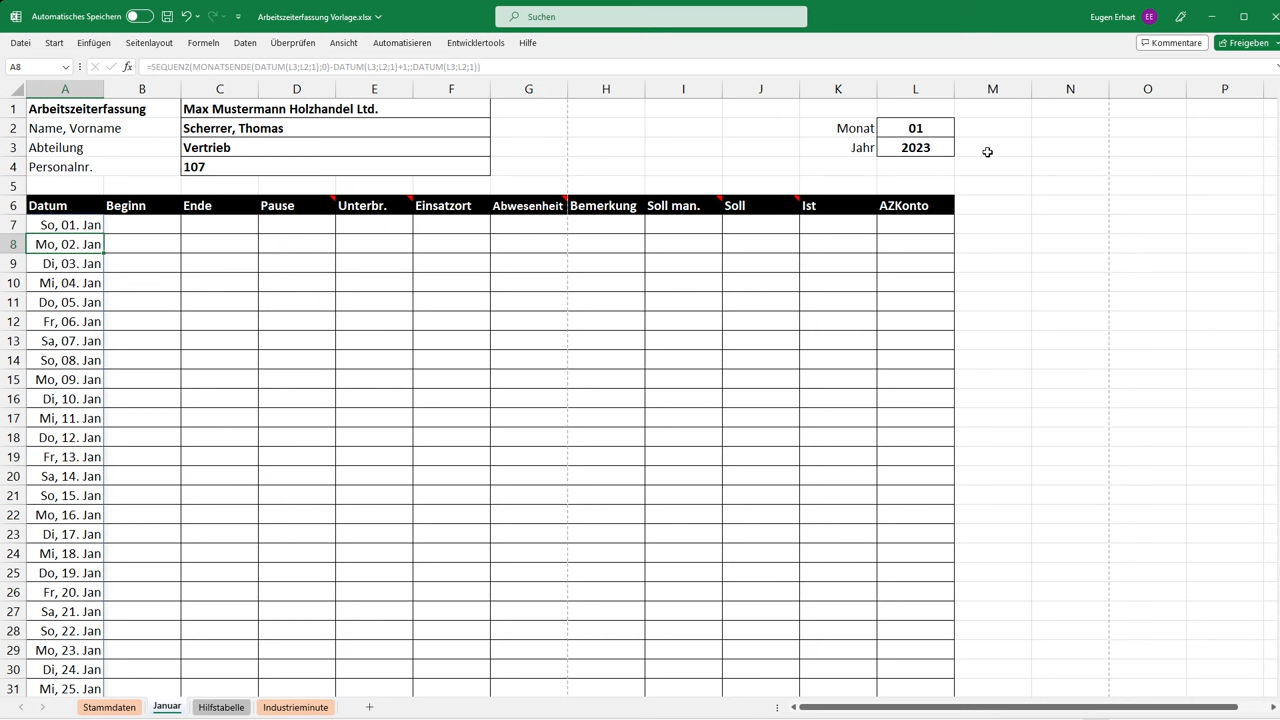 Automatisches Speichern
Arbeitszeiterfassung Vorlage.xlsx
Suchen
Eugen Erhart EE
Datei Start Einfügen Seitenlayout Formeln Daten Überprüfen Ansicht Automatisieren Entwicklertools Hilfe
Kommentare Freigeben
A8 fx =SEQUENZ(MONATSENDE(DATUM(L3;L2;1);0)-DATUM(L3;L2;1)+1;;DATUM(L3;L2;1))
A B C D E F G H I J K L M N O P
1 Arbeitszeiterfassung Max Mustermann Holzhandel Ltd.
2 Name, Vorname Scherrer, Thomas Monat 01
3 Abteilung Vertrieb Jahr 2023
4 Personalnr. 107
5
6 Datum Beginn Ende Pause Unterbr. Einsatzort Abwesenheit Bemerkung Soll man. Soll Ist AZKonto
7 So, 01. Jan
8 Mo, 02. Jan
9 Di, 03. Jan
10 Mi, 04. Jan
11 Do, 05. Jan
12 Fr, 06. Jan
13 Sa, 07. Jan
14 So, 08. Jan
15 Mo, 09. Jan
16 Di, 10. Jan
17 Mi, 11. Jan
18 Do, 12. Jan
19 Fr, 13. Jan
20 Sa, 14. Jan
21 So, 15. Jan
22 Mo, 16. Jan
23 Di, 17. Jan
24 Mi, 18. Jan
25 Do, 19. Jan
26 Fr, 20. Jan
27 Sa, 21. Jan
28 So, 22. Jan
29 Mo, 23. Jan
30 Di, 24. Jan
31 Mi, 25. Jan
Stammdaten Januar Hilfstabelle Industrieminute